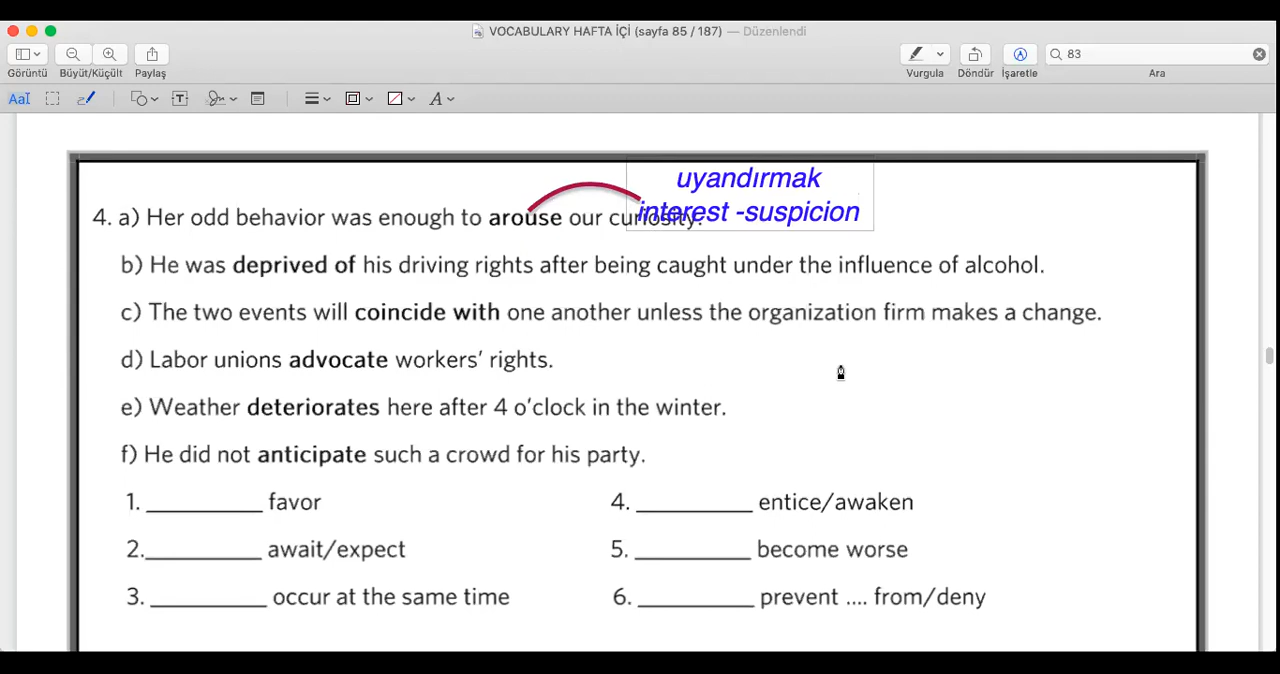 VOCABULARY HAFTA İÇİ (sayfa 85 / 187) — Düzenlendi
83
Görüntü Büyüt/Küçült Paylaş Vurgula Döndür İşaretle Ara
AaI T A
uyandırmak
interest -suspicion
4. a) Her odd behavior was enough to arouse our curiosity.
b) He was deprived of his driving rights after being caught under the influence of alcohol.
c) The two events will coincide with one another unless the organization firm makes a change.
d) Labor unions advocate workers' rights.
e) Weather deteriorates here after 4 o'clock in the winter.
f) He did not anticipate such a crowd for his party.
1. __________ favor 4. __________ entice/awaken
2. __________ await/expect 5. __________ become worse
3. __________ occur at the same time 6. __________ prevent .... from/deny